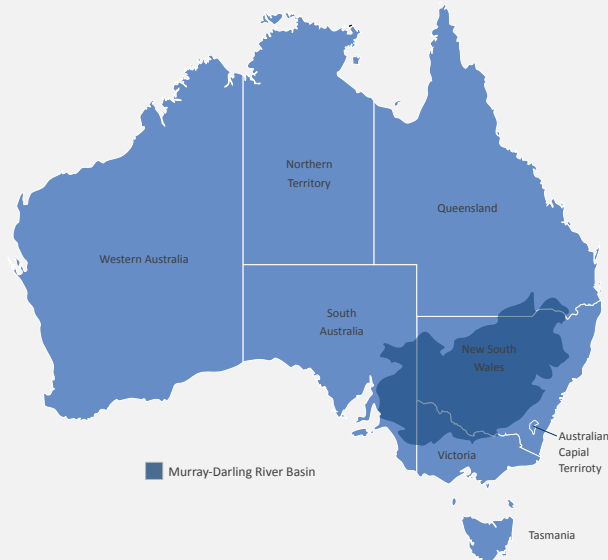 Northern
Territory
Queensland
Western Australia
South
Australia
New South
Wales
Australian
Capial
Terriroty
Victoria
Murray-Darling River Basin
Tasmania